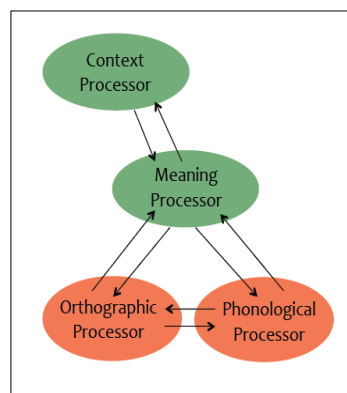 Context
Processor
Meaning
Processor
Orthographic
Processor
Phonological
Processor